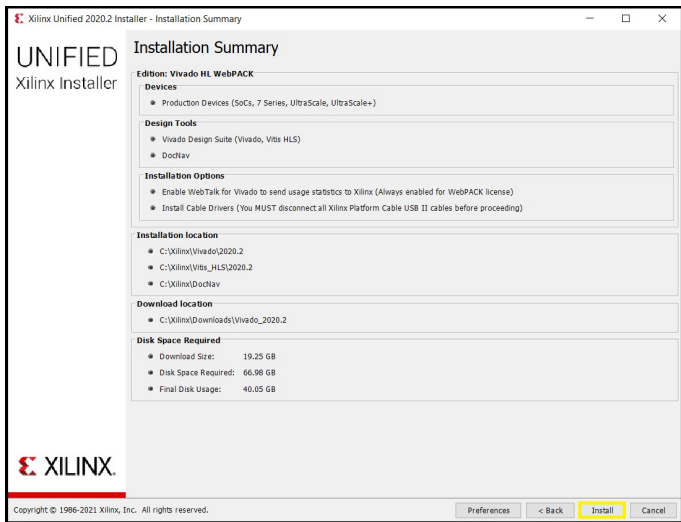 Xilinx Unified 2020.2 Installer - Installation Summary
UNIFIED
Xilinx Installer
Installation Summary
Edition: Vivado HL WebPACK
Devices
Production Devices (SoCs, 7 Series, UltraScale, UltraScale+)
Design Tools
Vivado Design Suite (Vivado, Vitis HLS)
DocNav
Installation Options
Enable WebTalk for Vivado to send usage statistics to Xilinx (Always enabled for WebPACK license)
Install Cable Drivers (You MUST disconnect all Xilinx Platform Cable USB II cables before proceeding)
Installation location
C:\Xilinx\Vivado\2020.2
C:\Xilinx\Vitis_HLS\2020.2
C:\Xilinx\DocNav
Download location
C:\Xilinx\Downloads\Vivado_2020.2
Disk Space Required
Download Size: 19.25 GB
Disk Space Required: 66.98 GB
Final Disk Usage: 40.05 GB
XILINX.
Copyright © 1986-2021 Xilinx, Inc. All rights reserved.
Preferences < Back Install Cancel